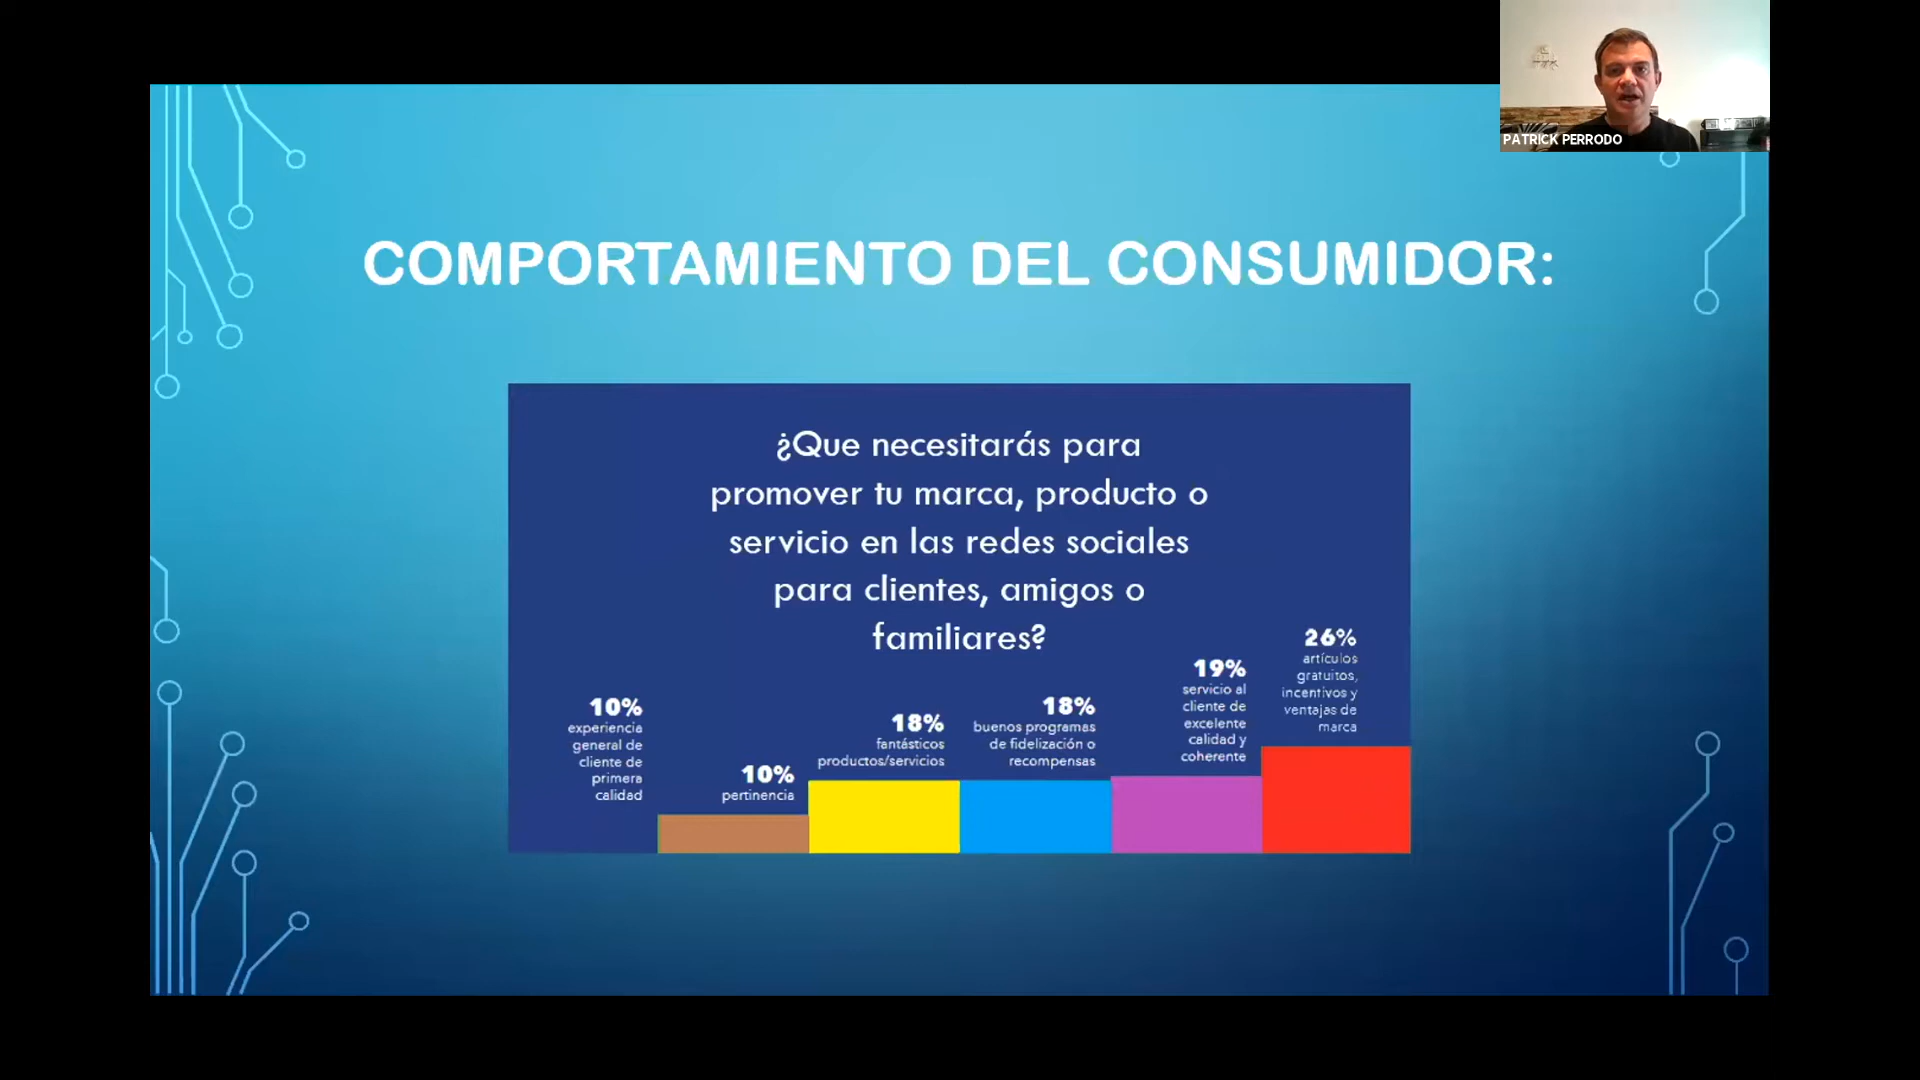 PATRICK PERRODO
COMPORTAMIENTO DEL CONSUMIDOR:
¿Que necesitarás para
promover tu marca, producto o
servicio en las redes sociales
para clientes, amigos o
familiares?
10%
experiencia
general de
cliente de
primera
calidad
10%
pertinencia
18%
fantásticos
productos/servicios
18%
buenos programas
de fidelización o
recompensas
19%
servicio al
cliente de
excelente
calidad y
coherente
26%
artículos
gratuitos,
incentivos y
ventajas de
marca